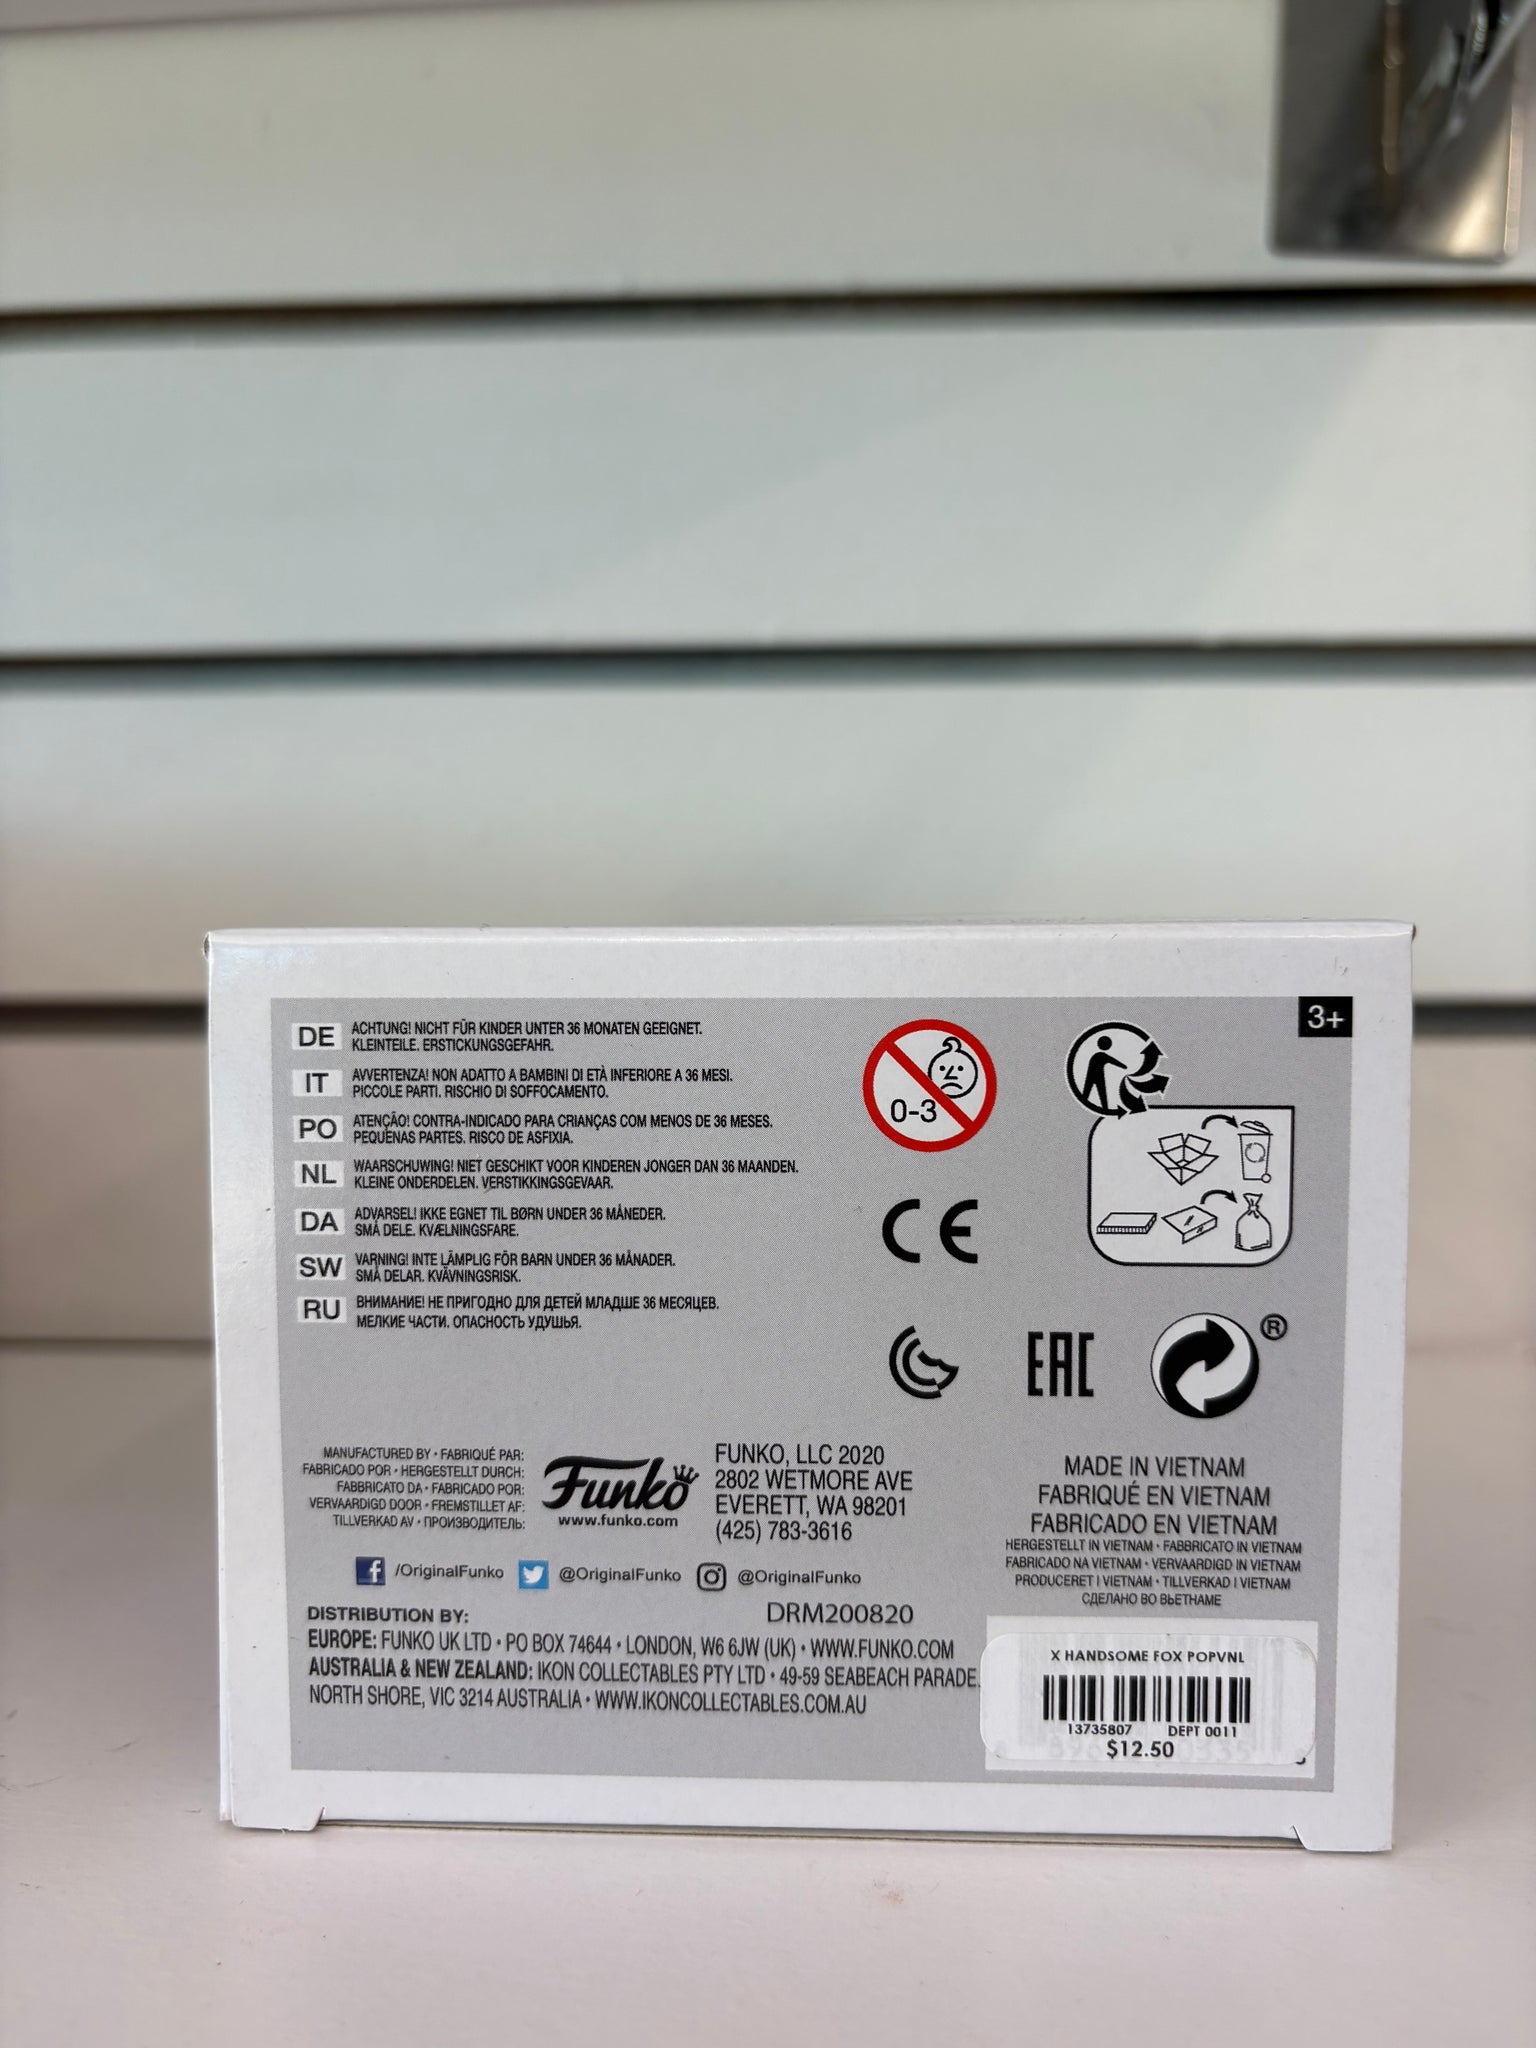 3+
DE ACHTUNG! NICHT FÜR KINDER UNTER 36 MONATEN GEEIGNET.
KLEINTEILE. ERSTICKUNGSGEFAHR.
IT AVVERTENZA! NON ADATTO A BAMBINI DI ETÀ INFERIORE A 36 MESI.
PICCOLE PARTI. RISCHIO DI SOFFOCAMENTO.
PO ATENÇÃO! CONTRA-INDICADO PARA CRIANÇAS COM MENOS DE 36 MESES.
PEQUENAS PARTES. RISCO DE ASFIXIA.
NL WAARSCHUWING! NIET GESCHIKT VOOR KINDEREN JONGER DAN 36 MAANDEN.
KLEINE ONDERDELEN. VERSTIKKINGSGEVAAR.
DA ADVARSEL! IKKE EGNET TIL BØRN UNDER 36 MÅNEDER.
SMÅ DELE. KVÆLNINGSFARE.
SW VARNING! INTE LÄMPLIG FÖR BARN UNDER 36 MÅNADER.
SMÅ DELAR. KVÄVNINGSRISK.
RU ВНИМАНИЕ! НЕ ПРИГОДНО ДЛЯ ДЕТЕЙ МЛАДШЕ 36 МЕСЯЦЕВ.
МЕЛКИЕ ЧАСТИ. ОПАСНОСТЬ УДУШЬЯ.
0-3
CE
EAC
®
MANUFACTURED BY • FABRIQUÉ PAR:
FABRICADO POR • HERGESTELLT DURCH:
FABBRICATO DA • FABRICADO POR:
VERVAARDIGD DOOR • FREMSTILLET AF:
TILLVERKAD AV • ПРОИЗВОДИТЕЛЬ:
Funko
www.funko.com
FUNKO, LLC 2020
2802 WETMORE AVE
EVERETT, WA 98201
(425) 783-3616
MADE IN VIETNAM
FABRIQUÉ EN VIETNAM
FABRICADO EN VIETNAM
HERGESTELLT IN VIETNAM • FABBRICATO IN VIETNAM
FABRICADO NA VIETNAM • VERVAARDIGD IN VIETNAM
PRODUCERET I VIETNAM • TILLVERKAD I VIETNAM
СДЕЛАНО ВО ВЬЕТНАМЕ
/OriginalFunko @OriginalFunko @OriginalFunko
DISTRIBUTION BY: DRM200820
EUROPE: FUNKO UK LTD • PO BOX 74644 • LONDON, W6 6JW (UK) • WWW.FUNKO.COM
AUSTRALIA & NEW ZEALAND: IKON COLLECTABLES PTY LTD • 49-59 SEABEACH PARADE,
NORTH SHORE, VIC 3214 AUSTRALIA • WWW.IKONCOLLECTABLES.COM.AU
X HANDSOME FOX POPVNL
13735807 DEPT 0011
$12.50